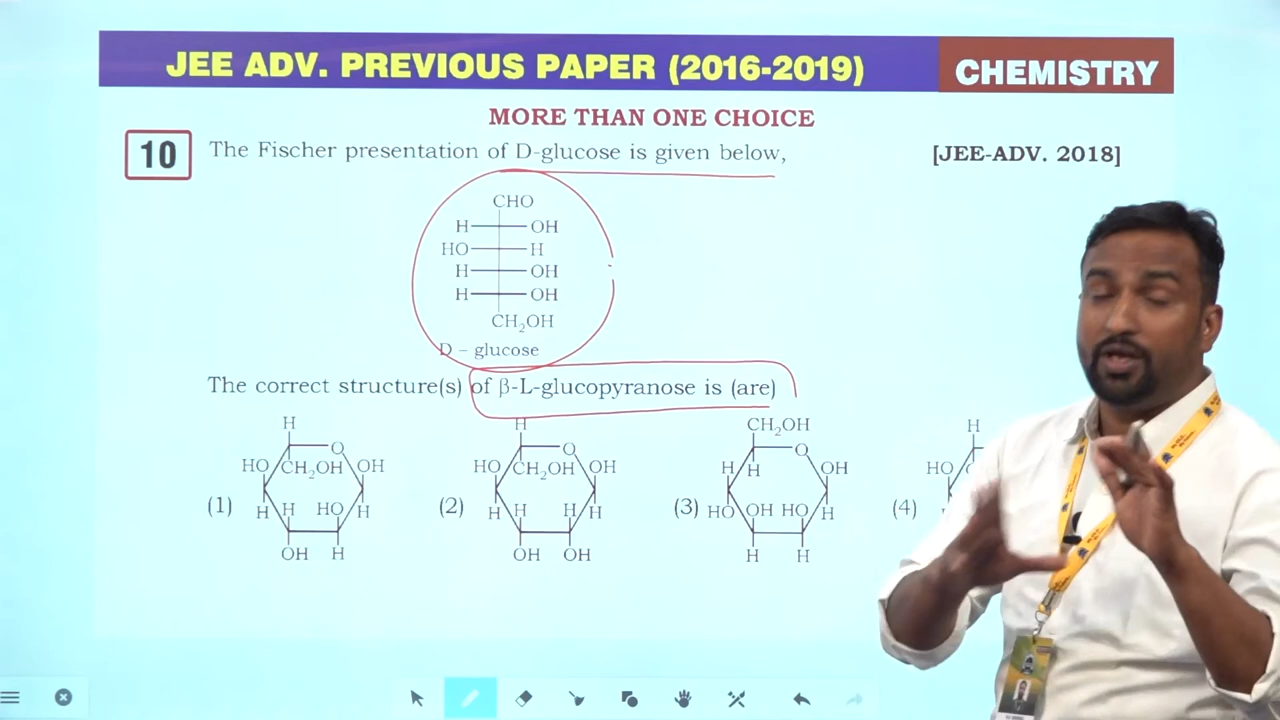 JEE ADV. PREVIOUS PAPER (2016-2019) CHEMISTRY
MORE THAN ONE CHOICE
10 The Fischer presentation of D-glucose is given below, [JEE-ADV. 2018]
CHO
H OH
HO H
H OH
H OH
CH₂OH
D – glucose
The correct structure(s) of β-L-glucopyranose is (are)
H H CH₂OH H
O O O
HO CH₂OH OH HO CH₂OH OH H H OH HO
(1) H H HO H (2) H H H H (3) HO OH HO H (4)
OH H OH OH H H